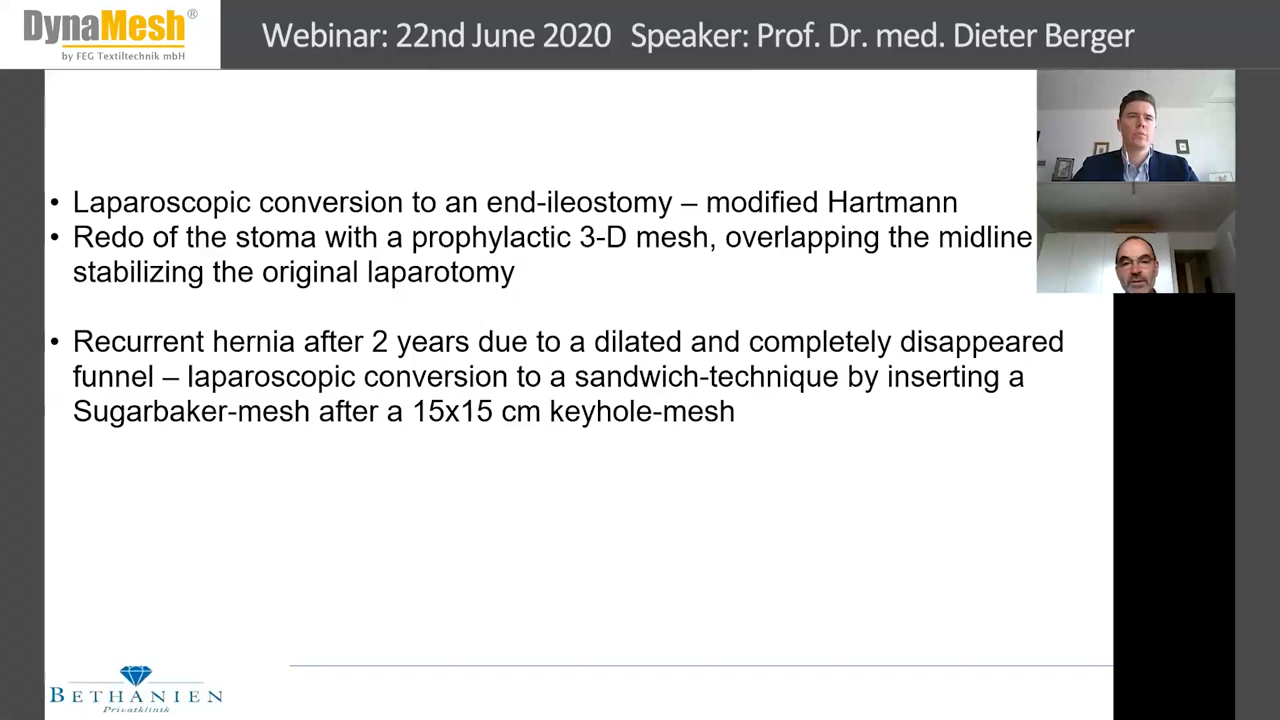 DynaMesh®
by FEG Textiltechnik mbH
Webinar: 22nd June 2020 Speaker: Prof. Dr. med. Dieter Berger
• Laparoscopic conversion to an end-ileostomy – modified Hartmann
• Redo of the stoma with a prophylactic 3-D mesh, overlapping the midline
stabilizing the original laparotomy
• Recurrent hernia after 2 years due to a dilated and completely disappeared
funnel – laparoscopic conversion to a sandwich-technique by inserting a
Sugarbaker-mesh after a 15x15 cm keyhole-mesh
BETHANIEN
Privatklinik